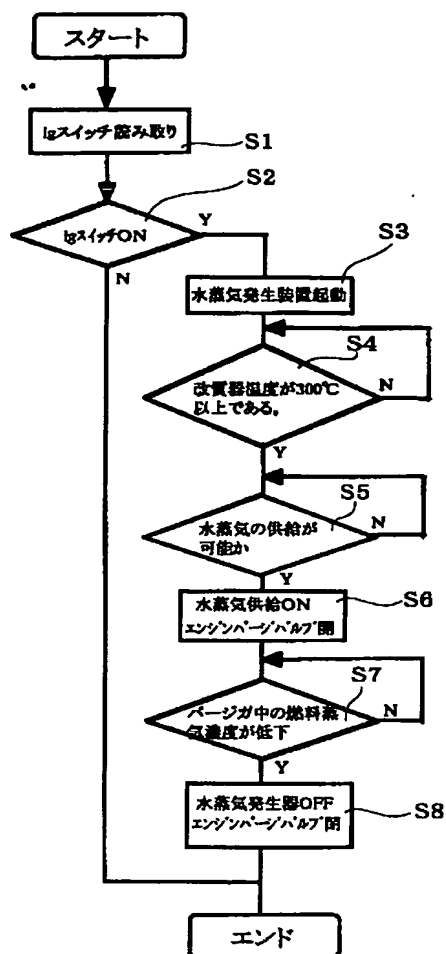 スタート
Igスイッチ読み取り
S1
S2
IgスイッチON
Y
N
S3
水蒸気発生装置起動
S4
改質器温度が300℃
以上である。
N
Y
S5
水蒸気の供給が
可能か
N
Y
水蒸気供給ON
エンジンパージバルブ開
S6
S7
パージガ中の燃料蒸
気濃度が低下
N
Y
水蒸気発生器OFF
エンジンパージバルブ閉
S8
エンド